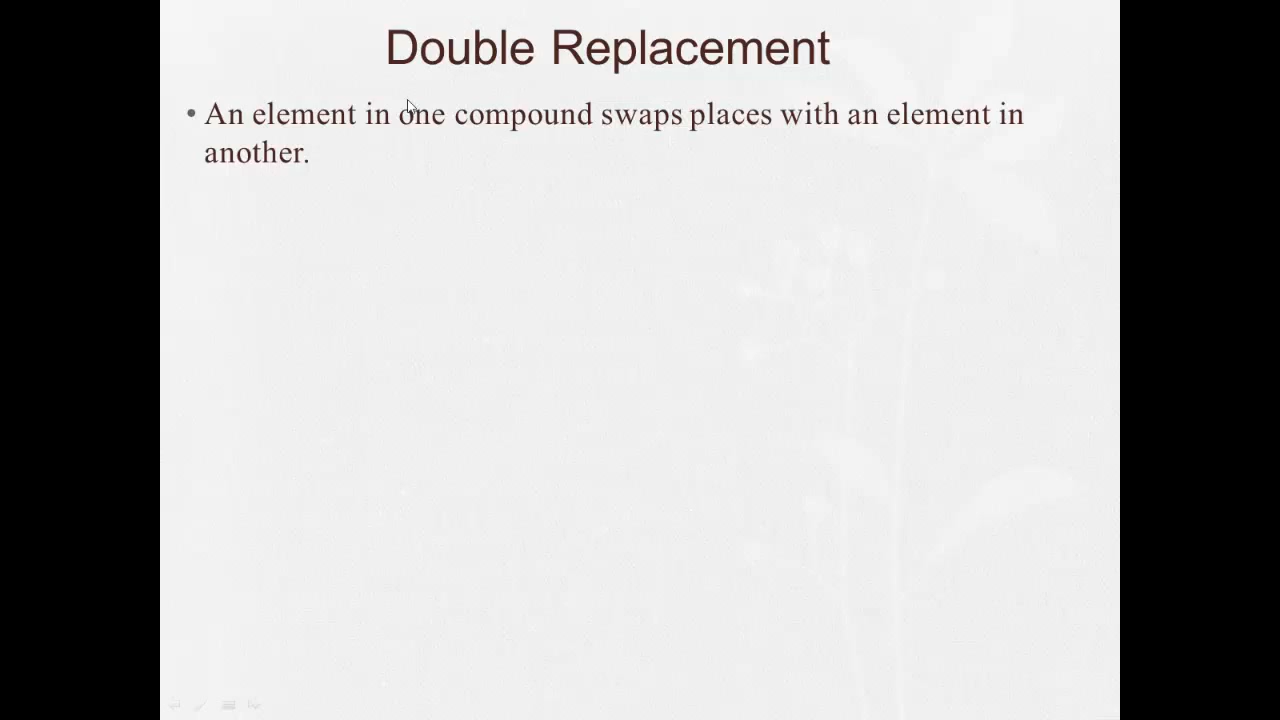 Double Replacement
• An element in one compound swaps places with an element in
another.